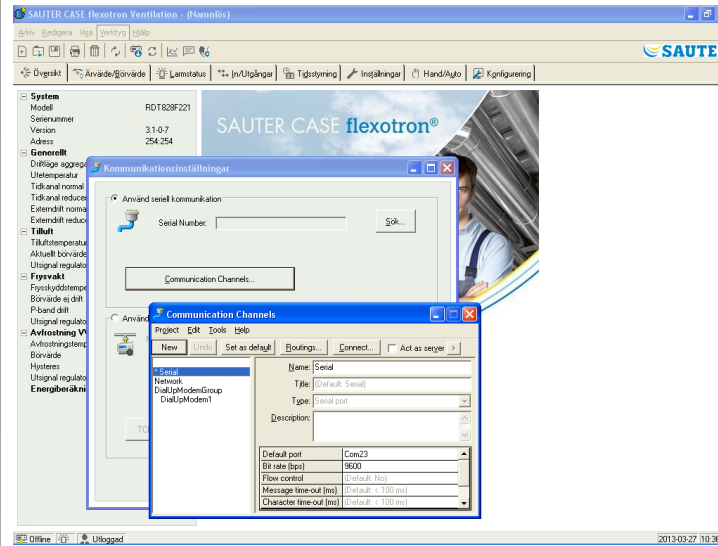 SAUTER CASE flexotron Ventilation - (Namnlös)
Arkiv Redigera Visa Verktyg Hjälp
SAUTE
Översikt Ärvärde/Börvärde Larmstatus In/Utgångar Tidsstyrning Inställningar Hand/Auto Konfigurering
System
Modell RDT828F221
Serienummer
Version 3.1-0-7
Adress 254:254
Generellt
Driftläge aggrega
Utetemperatur
Tidkanal normal
Tidkanal reducer
Externdrift norma
Externdrift reduc
Tilluft
Tilluftstemperatu
Aktuellt börvärde
Utsignal regulato
Frysvakt
Frysskyddstempe
Börvärde ej drift
P-band drift
Utsignal regulato
Avfrostning V
Avfrostningstemp
Börvärde
Hysteres
Utsignal regulato
Energiberäkni
SAUTER CASE flexotron®
Kommunikationsinställningar
Använd seriell kommunikation
Serial Number:
Sök...
Communication Channels...
Använd
TC
Communication Channels
Project Edit Tools Help
New Undo Set as default Routings... Connect... Act as server
* Serial
Network
DialUpModemGroup
DialUpModem1
Name: Serial
Title: (Default: Serial)
Type: Serial port
Description:
Default port Com23
Bit rate (bps) 9600
Flow control (Default: No)
Message time-out (ms) (Default: < 100 ms)
Character time-out (ms) (Default: < 100 ms)
Offline Utloggad 2013-03-27 10:36